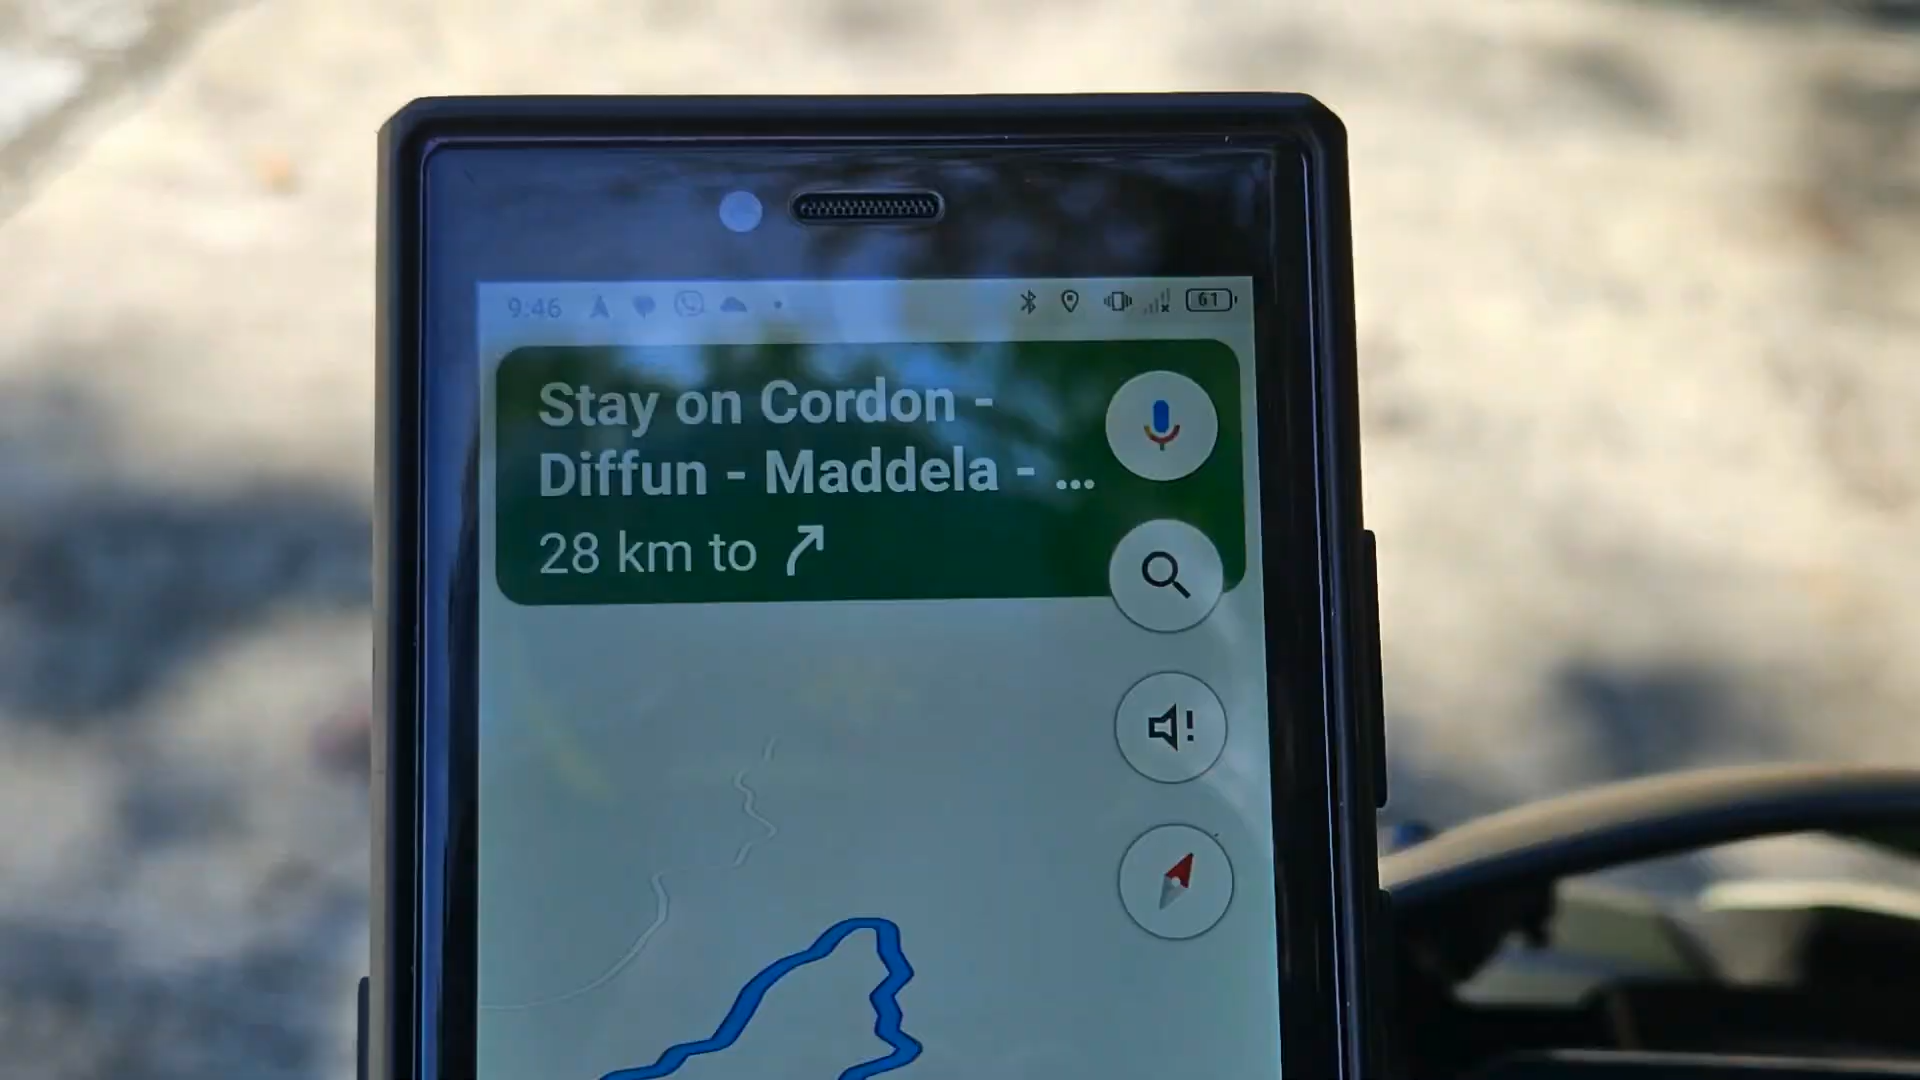 9:46
61
Stay on Cordon -
Diffun - Maddela - ...
28 km to